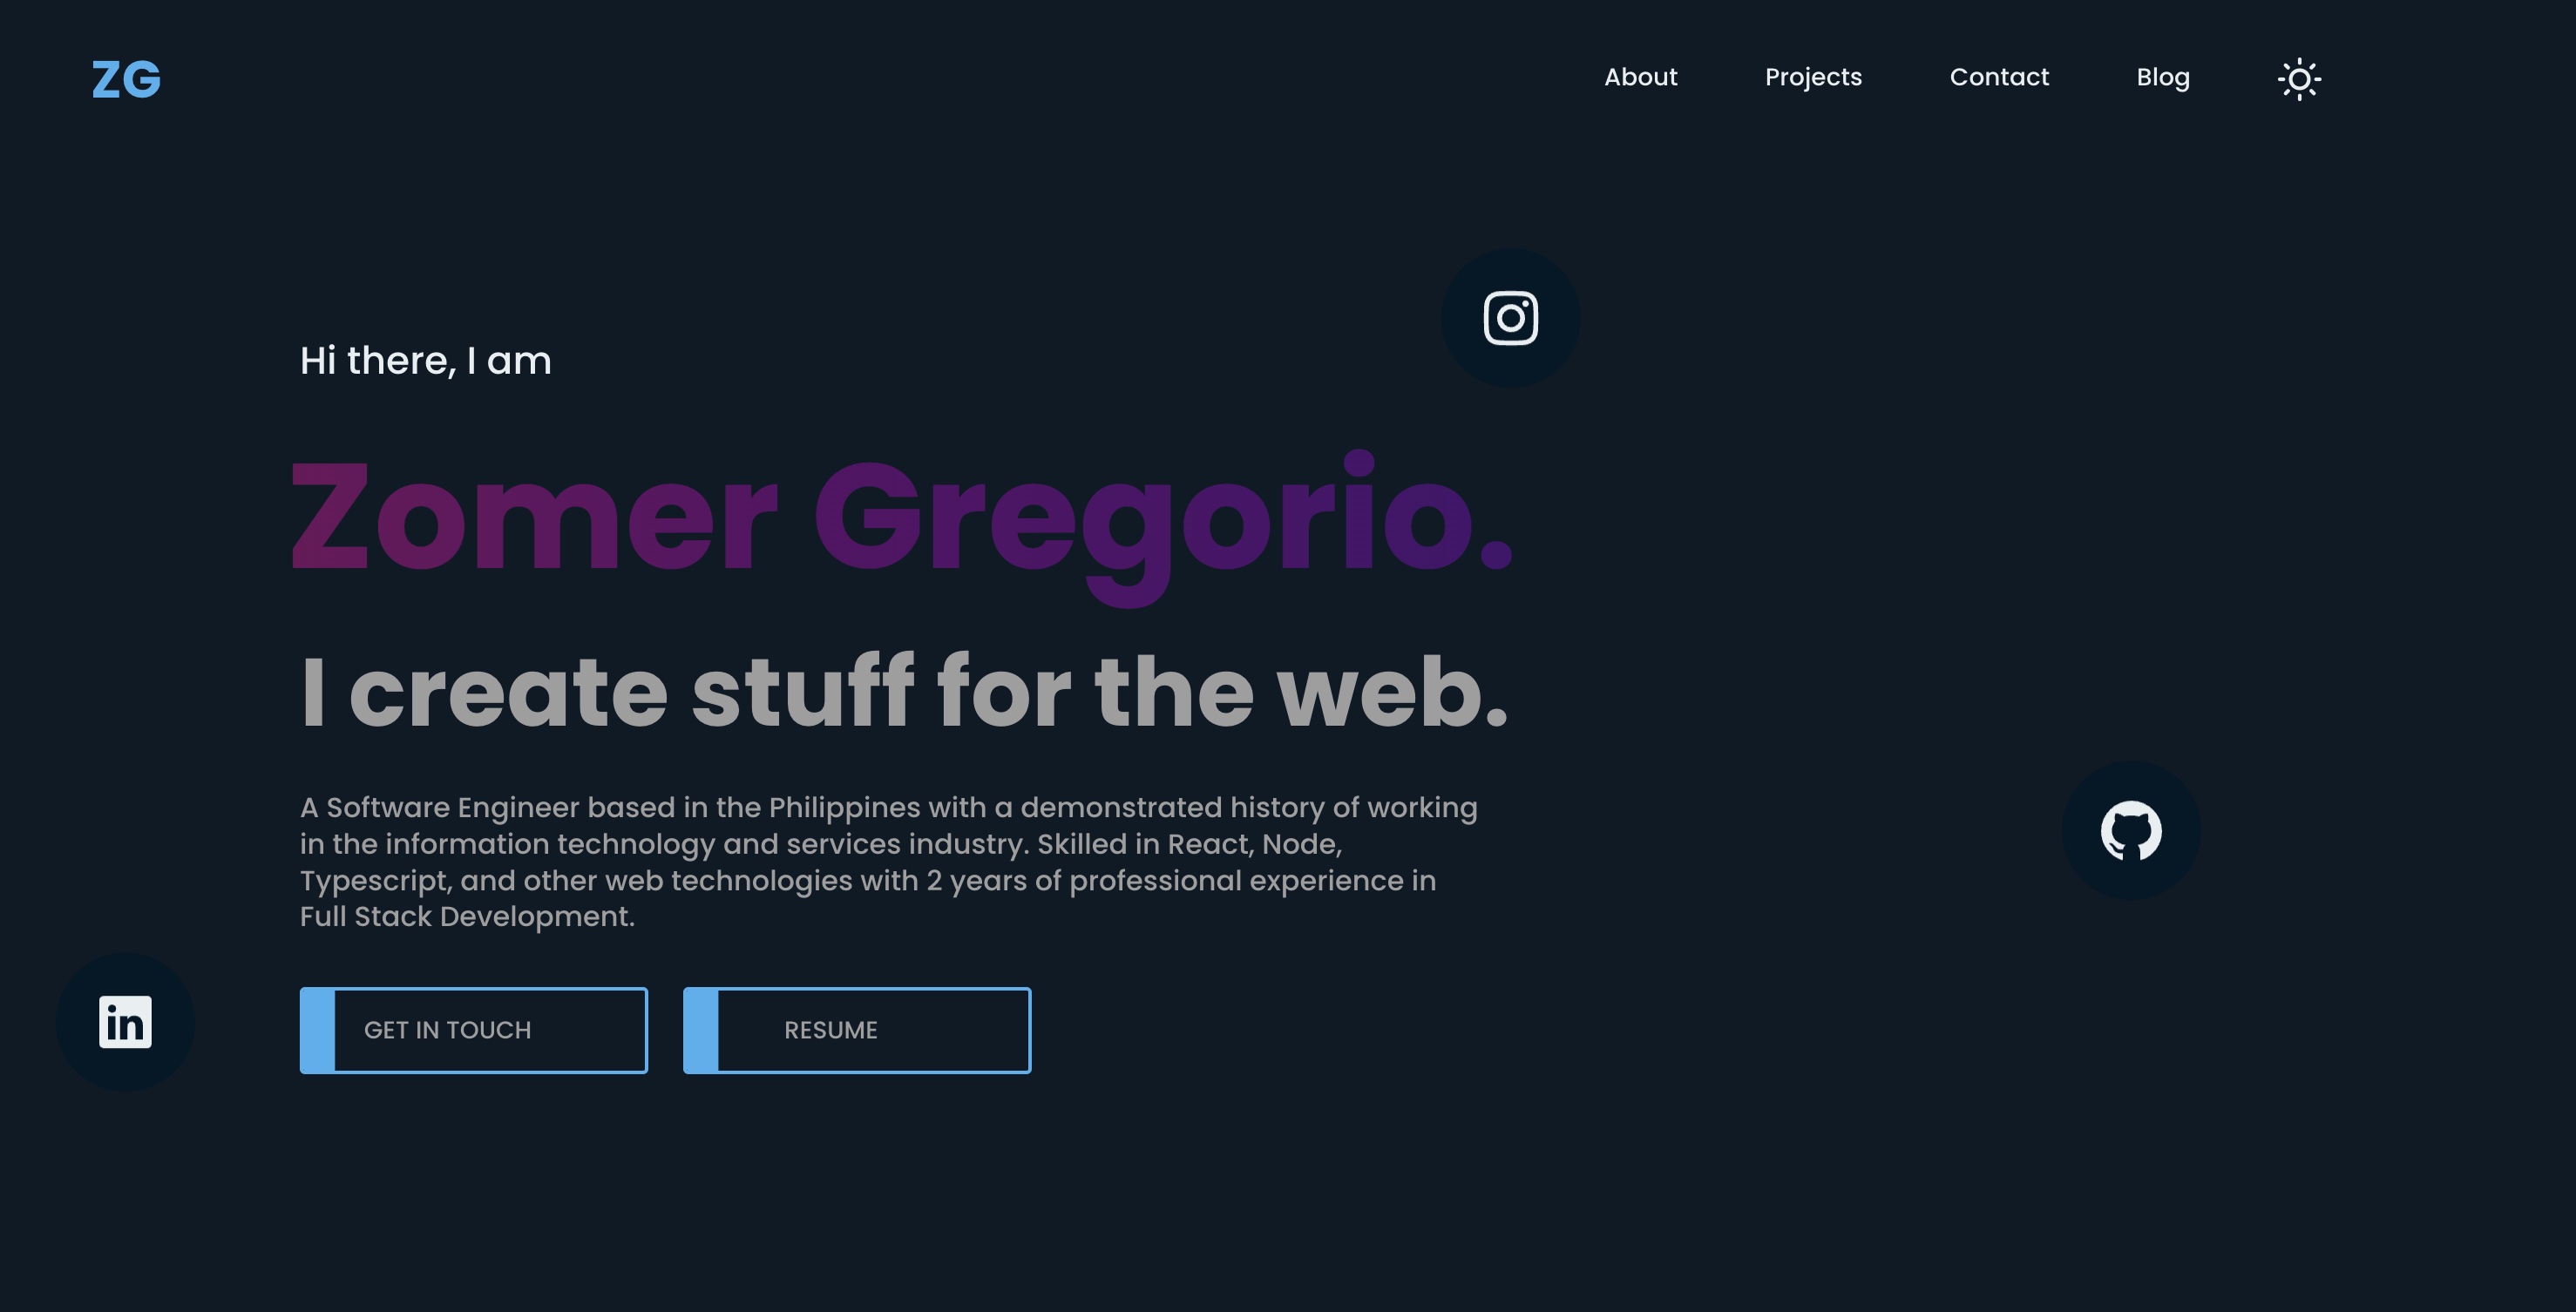 ZG
About
Projects
Contact
Blog
Hi there, I am
Zomer Gregorio.
I create stuff for the web.
A Software Engineer based in the Philippines with a demonstrated history of working
in the information technology and services industry. Skilled in React, Node,
Typescript, and other web technologies with 2 years of professional experience in
Full Stack Development.
in
GET IN TOUCH
RESUME